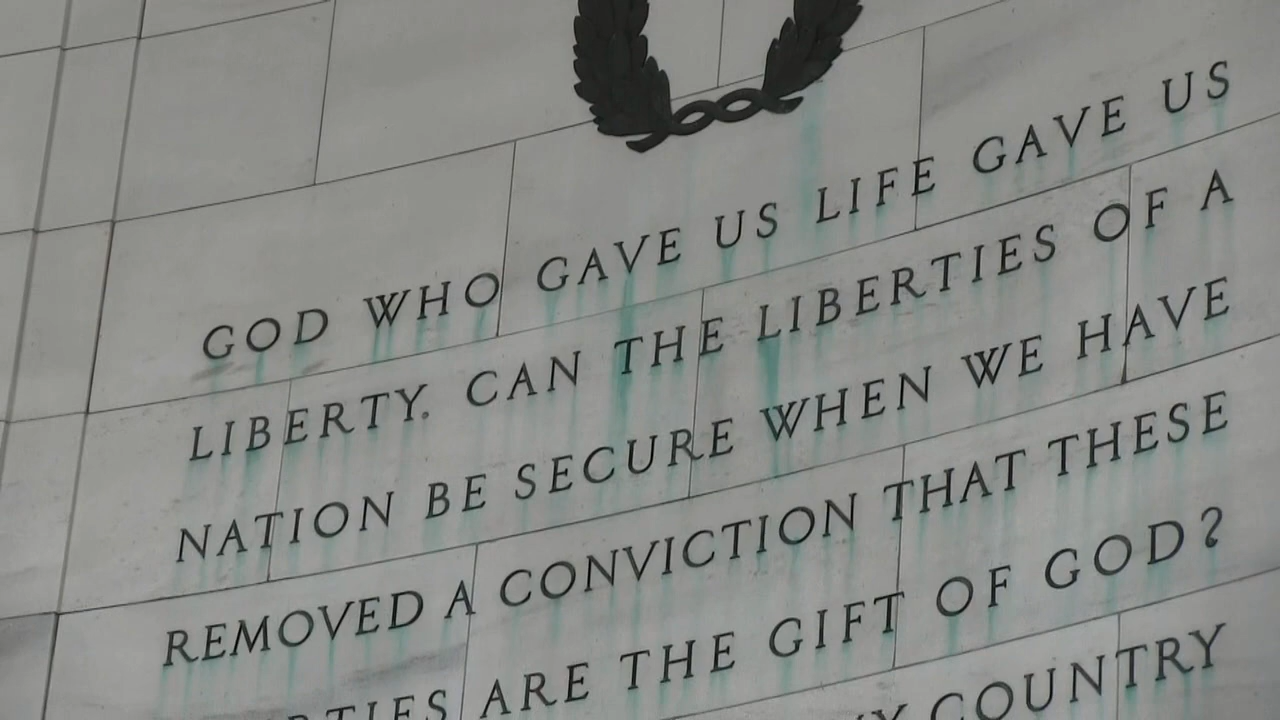 GOD WHO GAVE US LIFE GAVE US
LIBERTY. CAN THE LIBERTIES OF A
NATION BE SECURE WHEN WE HAVE
REMOVED A CONVICTION THAT THESE
ARE THE GIFT OF GOD?
COUNTRY